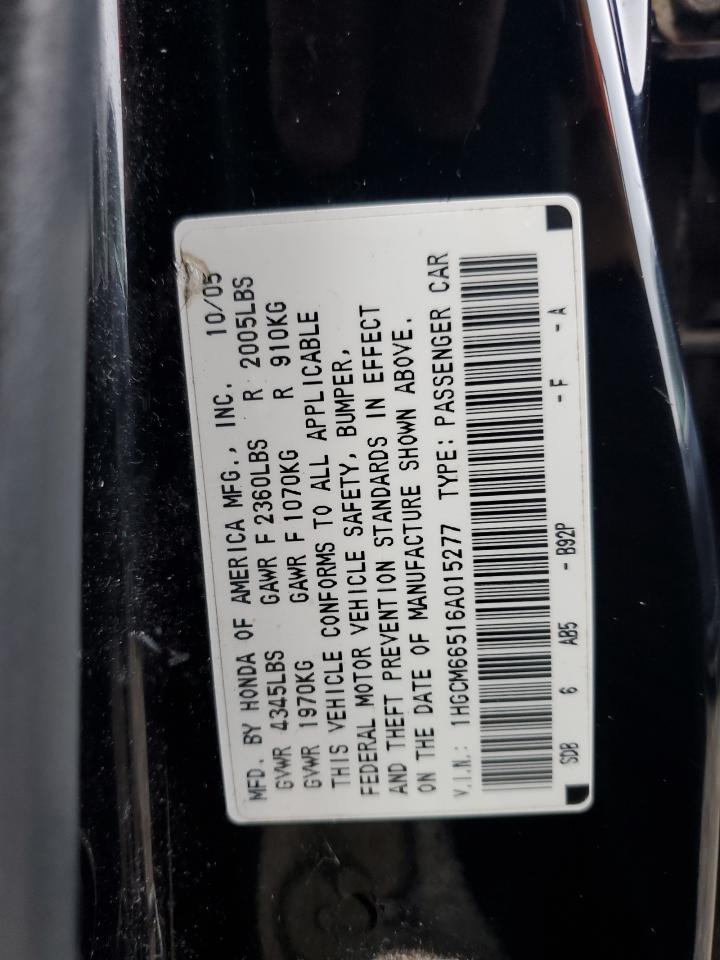 MFD. BY HONDA OF AMERICA MFG., INC. 10/05
GVWR 4345LBS GAWR F 2360LBS R 2005LBS
GVWR 1970KG GAWR F 1070KG R 910KG
THIS VEHICLE CONFORMS TO ALL APPLICABLE
FEDERAL MOTOR VEHICLE SAFETY, BUMPER,
AND THEFT PREVENTION STANDARDS IN EFFECT
ON THE DATE OF MANUFACTURE SHOWN ABOVE.
V.I.N.: 1HGCM66516A015277 TYPE: PASSENGER CAR
SDB 6 AB5 - B92P - F - A